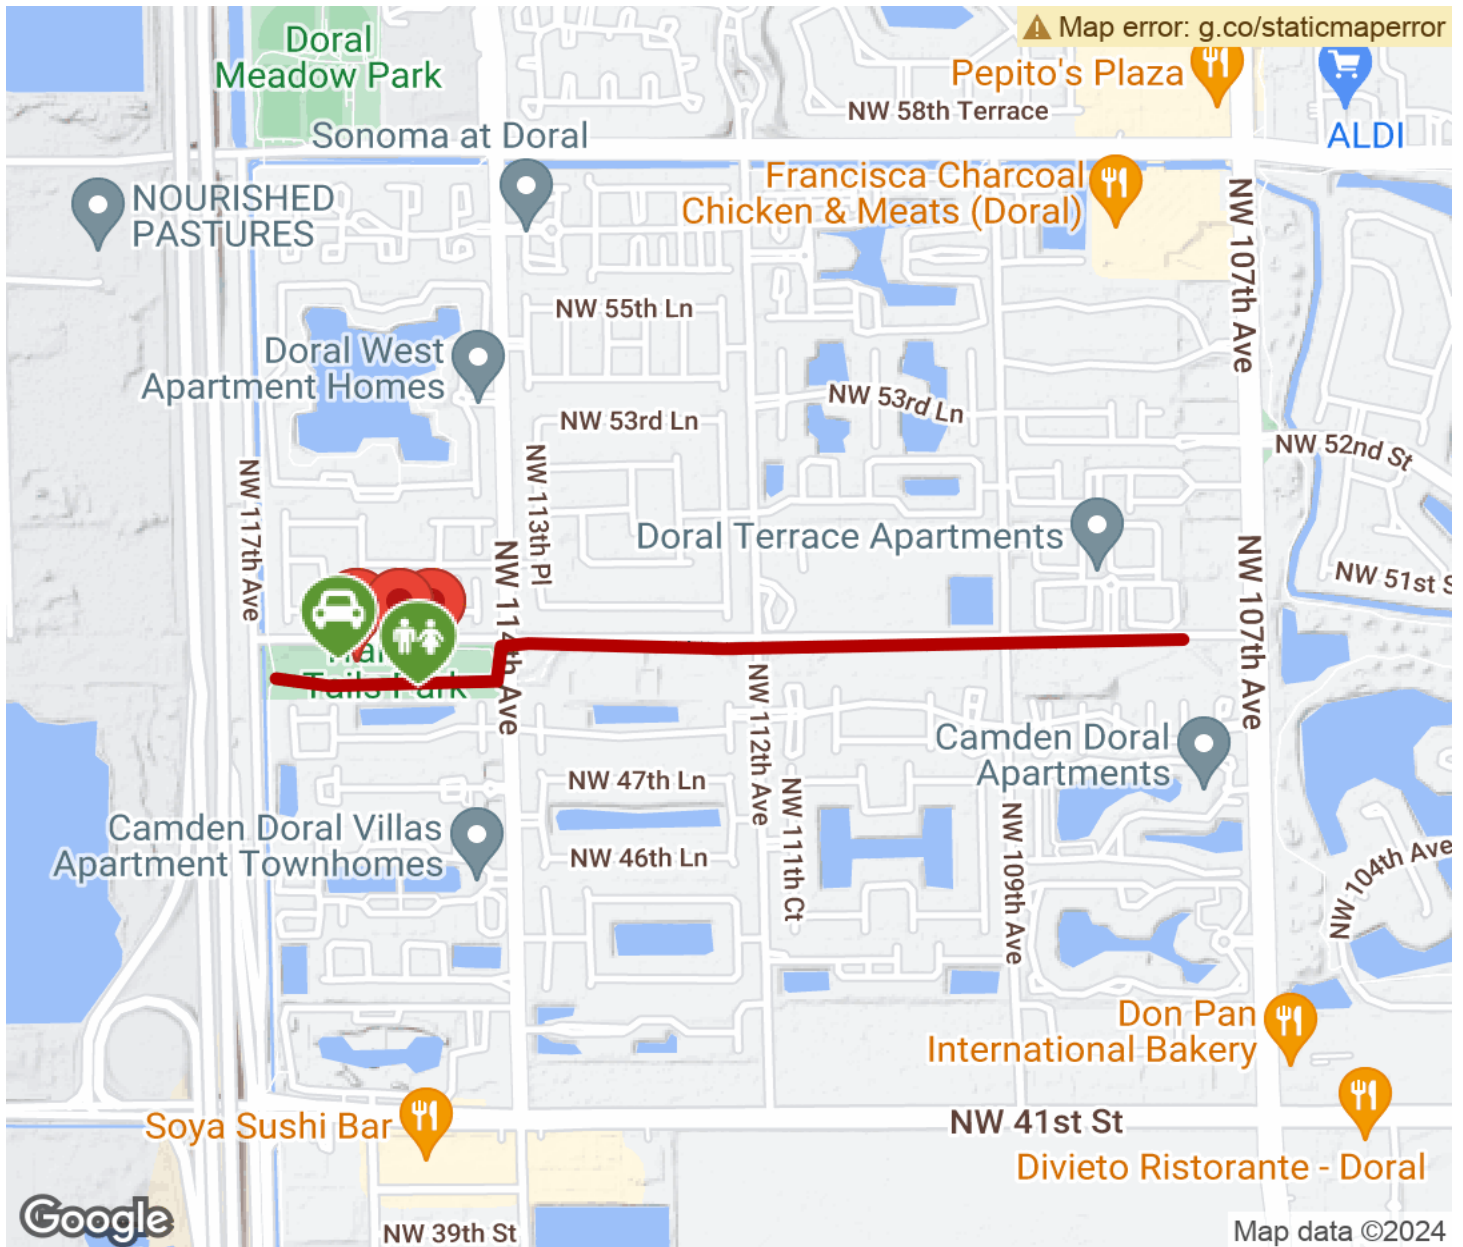 Map error: g.co/staticmaperror
Doral
Meadow Park
Pepito's Plaza
NW 58th Terrace
ALDI
Sonoma at Doral
NOURISHED
PASTURES
Francisca Charcoal
Chicken & Meats (Doral)
NW 107th Ave
NW 55th Ln
Doral West
Apartment Homes
NW 53rd Ln
NW 53rd Ln
NW 52nd St
NW 117th Ave
NW 113th Pl
Doral Terrace Apartments
NW 51st S
NW 114th Ave
NW 107th Ave
Tails Park
NW 112th Ave
Camden Doral
Apartments
NW 47th Ln
NW 111th Ct
NW 109th Ave
Camden Doral Villas
Apartment Townhomes
NW 46th Ln
NW 104th Ave
Don Pan
International Bakery
Soya Sushi Bar
NW 41st St
Divieto Ristorante - Doral
NW 39th St
Google
Map data ©2024